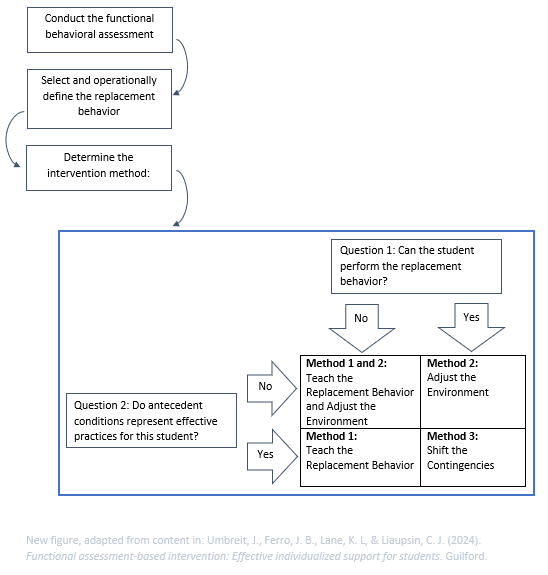 Conduct the functional
behavioral assessment
Select and operationally
define the replacement
behavior
Determine the
intervention method:
Question 1: Can the student
perform the replacement
behavior?
No
Yes
Question 2: Do antecedent
conditions represent effective
practices for this student?
No
Method 1 and 2:
Teach the
Replacement Behavior
and Adjust the
Environment
Method 2:
Adjust the
Environment
Yes
Method 1:
Teach the
Replacement Behavior
Method 3:
Shift the
Contingencies
New figure, adapted from content in: Umbreit, J., Ferro, J. B., Lane, K. L, & Liaupsin, C. J. (2024).
Functional assessment-based intervention: Effective individualized support for students. Guilford.